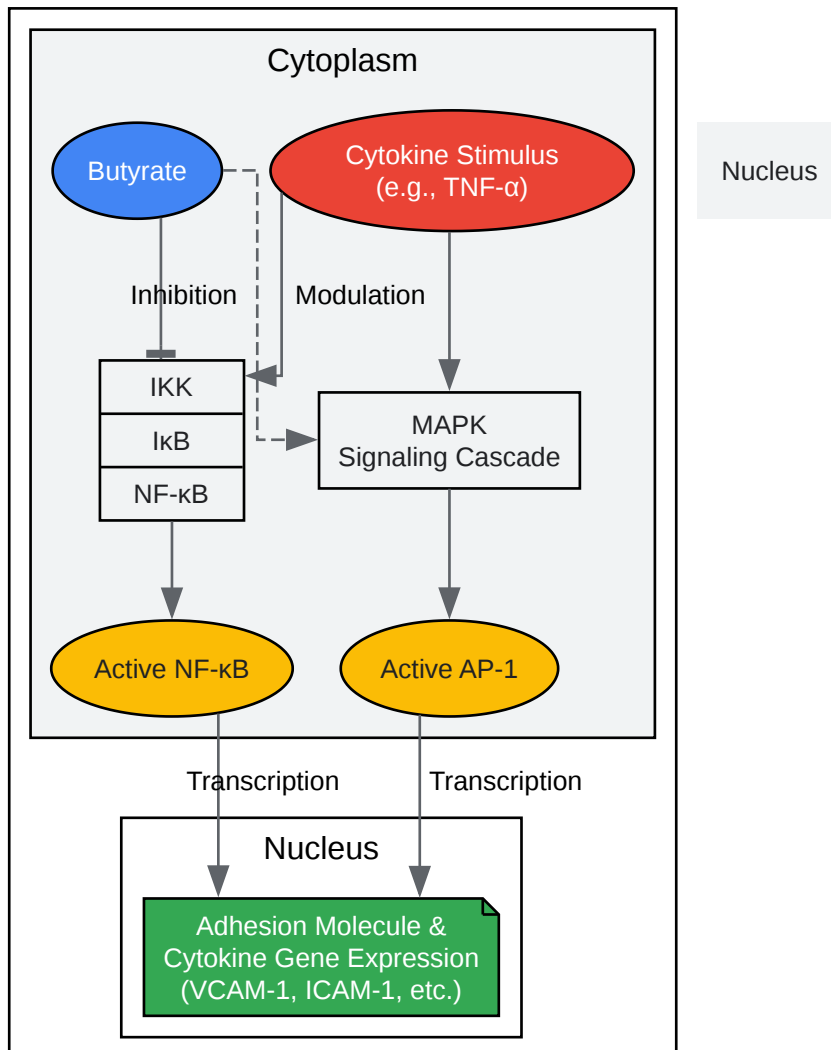 Cytoplasm
Butyrate
Cytokine Stimulus
(e.g., TNF-α)
Nucleus
Inhibition
Modulation
IKK
IκB
NF-κB
MAPK
Signaling Cascade
Active NF-κB
Active AP-1
Transcription
Transcription
Nucleus
Adhesion Molecule &
Cytokine Gene Expression
(VCAM-1, ICAM-1, etc.)